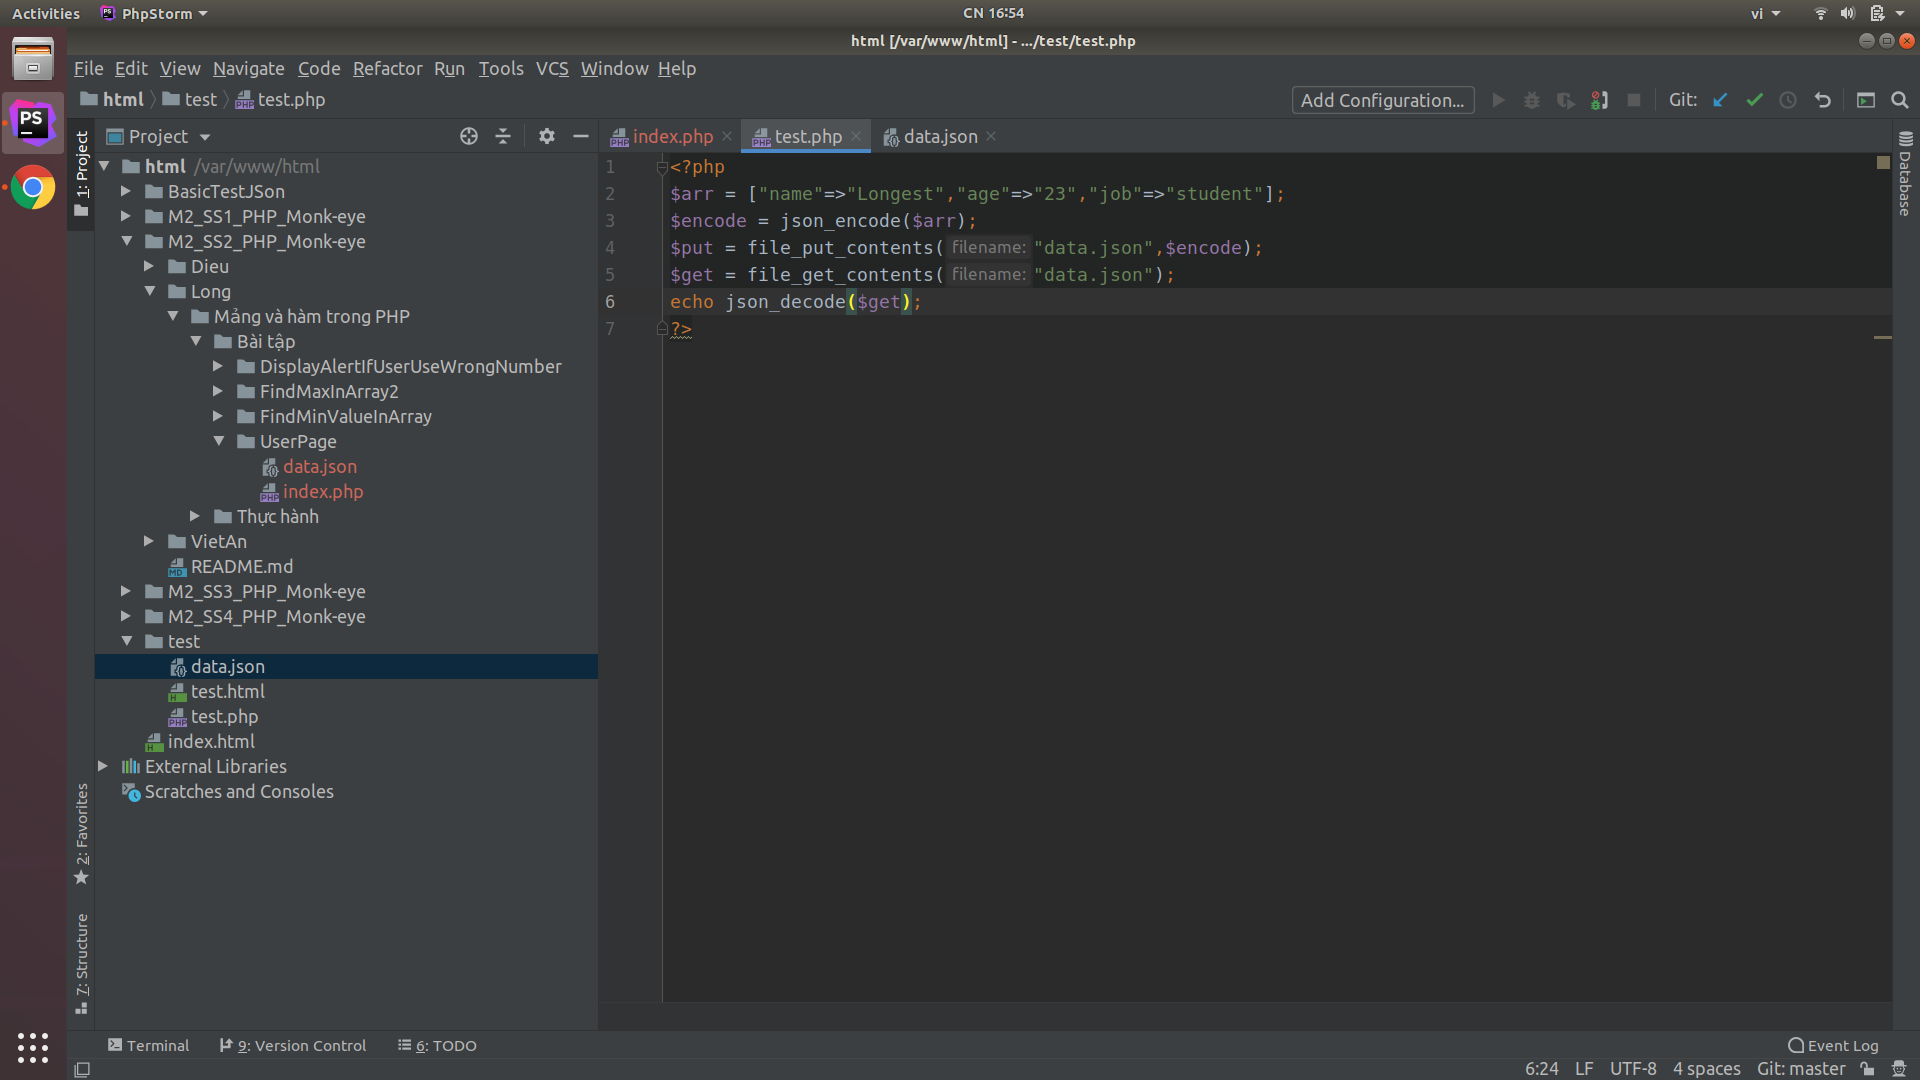 Activities PhpStorm CN 16:54 vi
html [/var/www/html] - .../test/test.php
File Edit View Navigate Code Refactor Run Tools VCS Window Help
html test test.php Add Configuration... Git:
Project
index.php test.php data.json
1: Project
html /var/www/html
BasicTestJSon
M2_SS1_PHP_Monk-eye
M2_SS2_PHP_Monk-eye
Dieu
Long
Mảng và hàm trong PHP
Bài tập
DisplayAlertIfUserUseWrongNumber
FindMaxInArray2
FindMinValueInArray
UserPage
data.json
index.php
Thực hành
VietAn
README.md
M2_SS3_PHP_Monk-eye
M2_SS4_PHP_Monk-eye
test
data.json
test.html
test.php
index.html
External Libraries
Scratches and Consoles
2: Favorites
7: Structure
1 <?php
2 $arr = ["name"=>"Longest","age"=>"23","job"=>"student"];
3 $encode = json_encode($arr);
4 $put = file_put_contents( filename: "data.json",$encode);
5 $get = file_get_contents( filename: "data.json");
6 echo json_decode($get);
7 ?>
Database
Terminal 9: Version Control 6: TODO Event Log
6:24 LF UTF-8 4 spaces Git: master